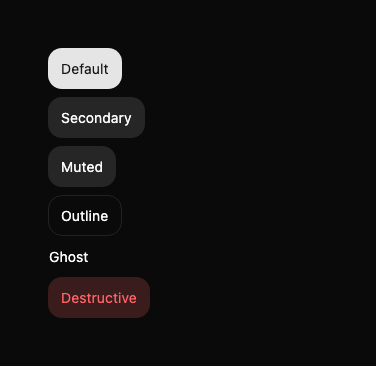 Default
Secondary
Muted
Outline
Ghost
Destructive